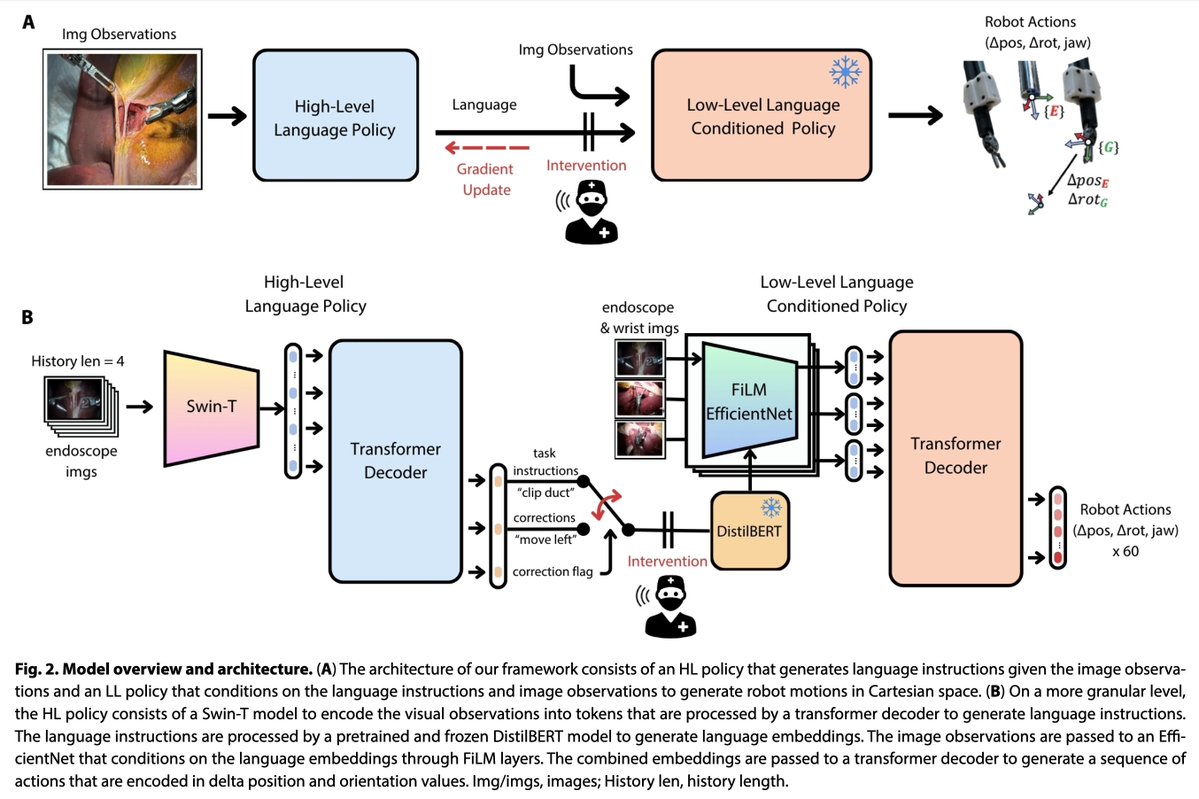 A
Img Observations
High-Level
Language Policy
Language
Gradient
Update
Img Observations
Intervention
Low-Level Language
Conditioned Policy
Robot Actions
(Δpos, Δrot, jaw)
{E}
{G}
Δpos_E
Δrot_G
B
High-Level
Language Policy
History len = 4
endoscope
imgs
Swin-T
Transformer
Decoder
task
instructions
“clip duct”
corrections
“move left”
correction flag
Intervention
Low-Level Language
Conditioned Policy
endoscope
& wrist imgs
FiLM
EfficientNet
DistilBERT
Transformer
Decoder
Robot Actions
(Δpos, Δrot, jaw)
x 60
Fig. 2. Model overview and architecture. (A) The architecture of our framework consists of an HL policy that generates language instructions given the image observa-
tions and an LL policy that conditions on the language instructions and image observations to generate robot motions in Cartesian space. (B) On a more granular level,
the HL policy consists of a Swin-T model to encode the visual observations into tokens that are processed by a transformer decoder to generate language instructions.
The language instructions are processed by a pretrained and frozen DistilBERT model to generate language embeddings. The image observations are passed to an Effi-
cientNet that conditions on the language embeddings through FiLM layers. The combined embeddings are passed to a transformer decoder to generate a sequence of
actions that are encoded in delta position and orientation values. Img/imgs, images; History len, history length.